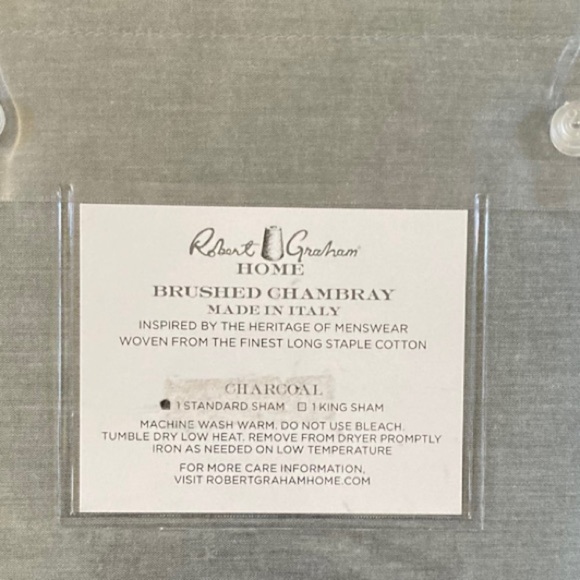 Robert Graham
HOME
BRUSHED CHAMBRAY
MADE IN ITALY
INSPIRED BY THE HERITAGE OF MENSWEAR
WOVEN FROM THE FINEST LONG STAPLE COTTON
CHARCOAL
1 STANDARD SHAM 1 KING SHAM
MACHINE WASH WARM. DO NOT USE BLEACH.
TUMBLE DRY LOW HEAT. REMOVE FROM DRYER PROMPTLY
IRON AS NEEDED ON LOW TEMPERATURE
FOR MORE CARE INFORMATION,
VISIT ROBERTGRAHAMHOME.COM